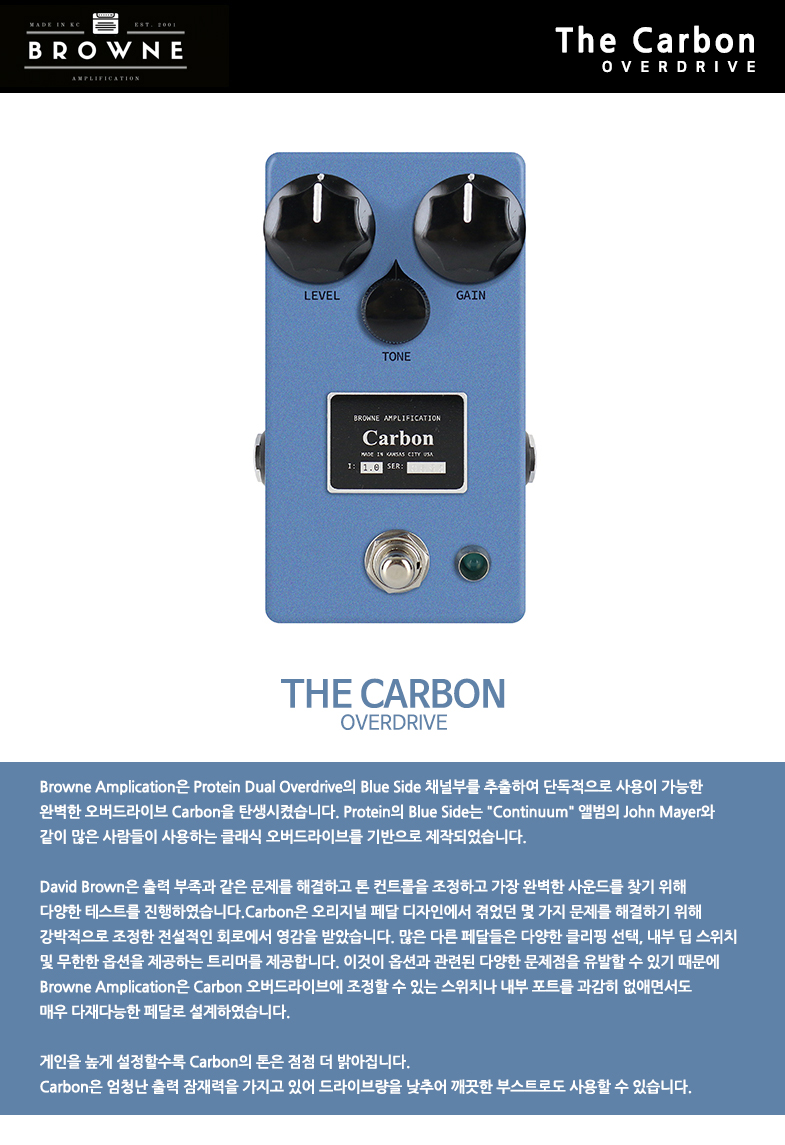 MADE IN KC EST. 2001
BROWNE
AMPLIFICATION
The Carbon
OVERDRIVE
LEVEL GAIN
TONE
BROWNE AMPLIFICATION
Carbon
MADE IN KANSAS CITY USA
I: 1.0 SER:
THE CARBON
OVERDRIVE
Browne Amplication은 Protein Dual Overdrive의 Blue Side 채널부를 추출하여 단독적으로 사용이 가능한
완벽한 오버드라이브 Carbon을 탄생시켰습니다. Protein의 Blue Side는 "Continuum" 앨범의 John Mayer와
같이 많은 사람들이 사용하는 클래식 오버드라이브를 기반으로 제작되었습니다.
David Brown은 출력 부족과 같은 문제를 해결하고 톤 컨트롤을 조정하고 가장 완벽한 사운드를 찾기 위해
다양한 테스트를 진행하였습니다.Carbon은 오리지널 페달 디자인에서 겪었던 몇 가지 문제를 해결하기 위해
강박적으로 조정한 전설적인 회로에서 영감을 받았습니다. 많은 다른 페달들은 다양한 클리핑 선택, 내부 딥 스위치
및 무한한 옵션을 제공하는 트리머를 제공합니다. 이것이 옵션과 관련된 다양한 문제점을 유발할 수 있기 때문에
Browne Amplication은 Carbon 오버드라이브에 조정할 수 있는 스위치나 내부 포트를 과감히 없애면서도
매우 다재다능한 페달로 설계하였습니다.
게인을 높게 설정할수록 Carbon의 톤은 점점 더 밝아집니다.
Carbon은 엄청난 출력 잠재력을 가지고 있어 드라이브량을 낮추어 깨끗한 부스트로도 사용할 수 있습니다.